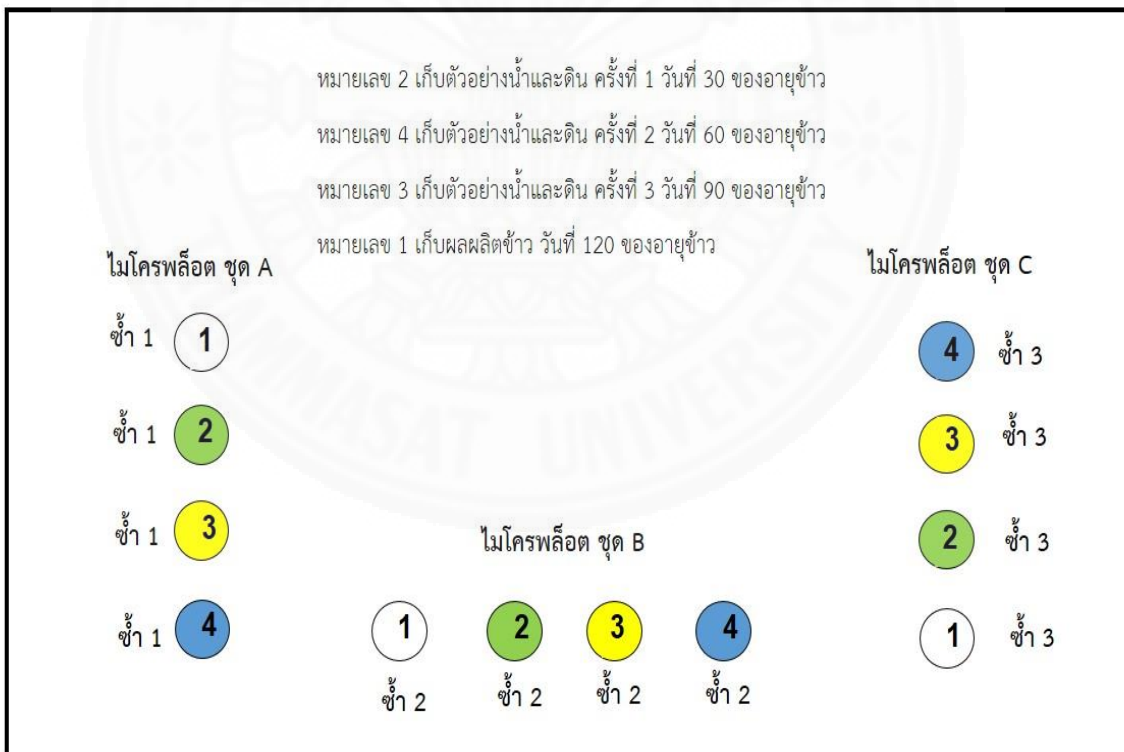 หมายเลข 2 เก็บตัวอย่างน้ำและดิน ครั้งที่ 1 วันที่ 30 ของอายุข้าว
หมายเลข 4 เก็บตัวอย่างน้ำและดิน ครั้งที่ 2 วันที่ 60 ของอายุข้าว
หมายเลข 3 เก็บตัวอย่างน้ำและดิน ครั้งที่ 3 วันที่ 90 ของอายุข้าว
หมายเลข 1 เก็บผลผลิตข้าว วันที่ 120 ของอายุข้าว
ไมโครพล็อต ชุด A
ซ้ำ 1 1
ซ้ำ 1 2
ซ้ำ 1 3
ซ้ำ 1 4
ไมโครพล็อต ชุด B
1 2 3 4
ซ้ำ 2 ซ้ำ 2 ซ้ำ 2 ซ้ำ 2
ไมโครพล็อต ชุด C
4 ซ้ำ 3
3 ซ้ำ 3
2 ซ้ำ 3
1 ซ้ำ 3
THAMMASAT UNIVERSITY